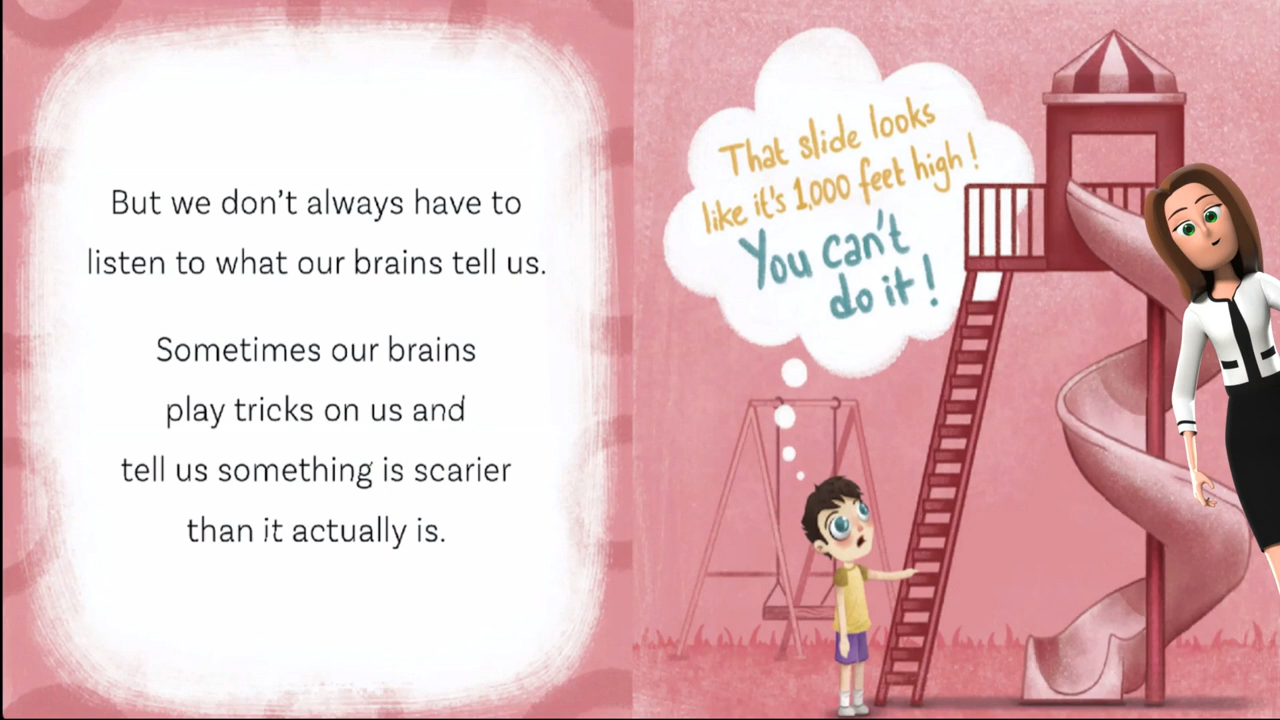 But we don't always have to
listen to what our brains tell us.
Sometimes our brains
play tricks on us and
tell us something is scarier
than it actually is.
That slide looks
like it's 1,000 feet high!
You can't
do it!